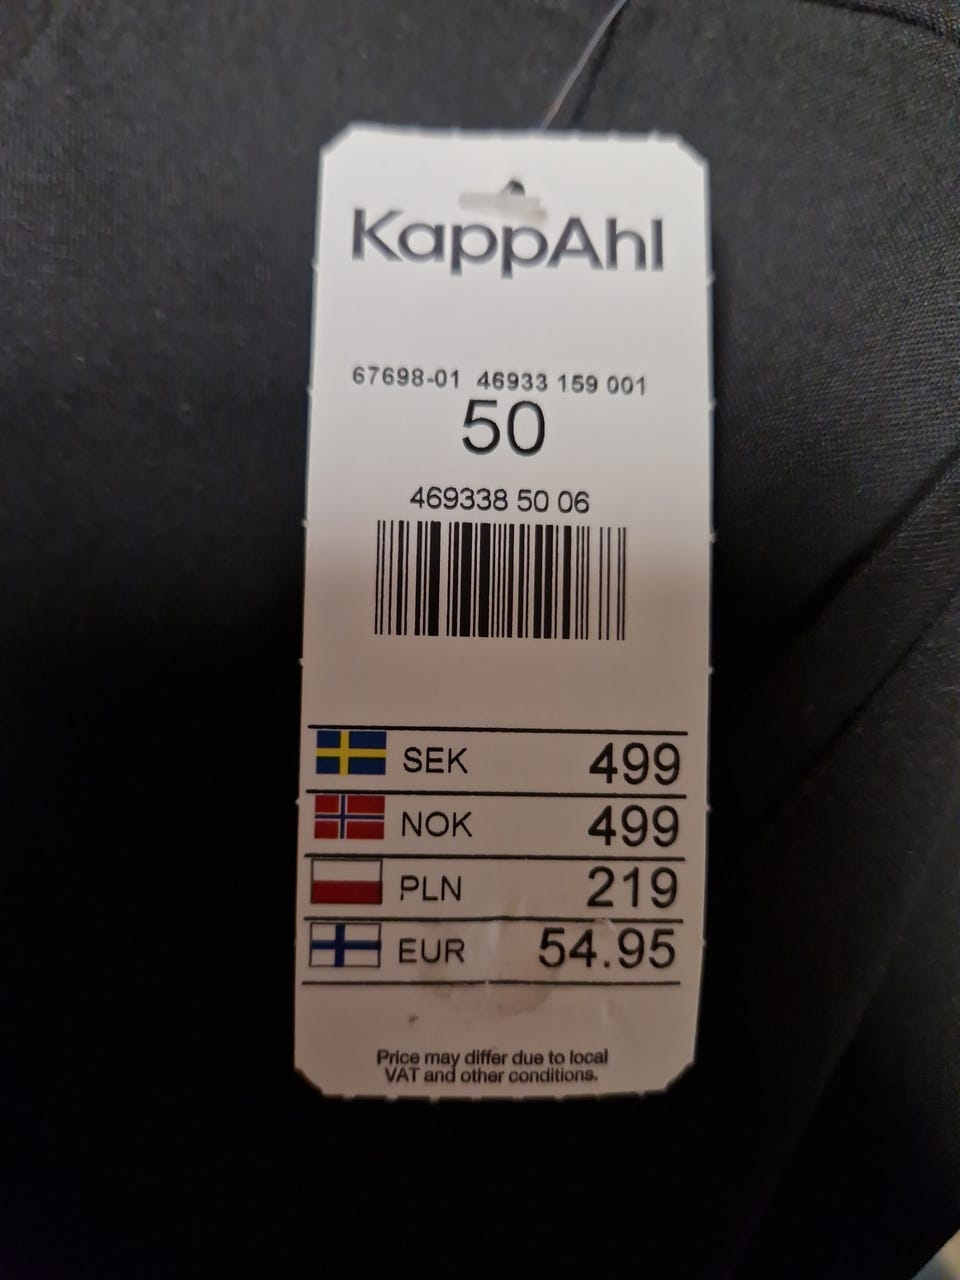 KappAhl
67698-01 46933 159 001
50
469338 50 06
SEK 499
NOK 499
PLN 219
EUR 54.95
Price may differ due to local
VAT and other conditions.